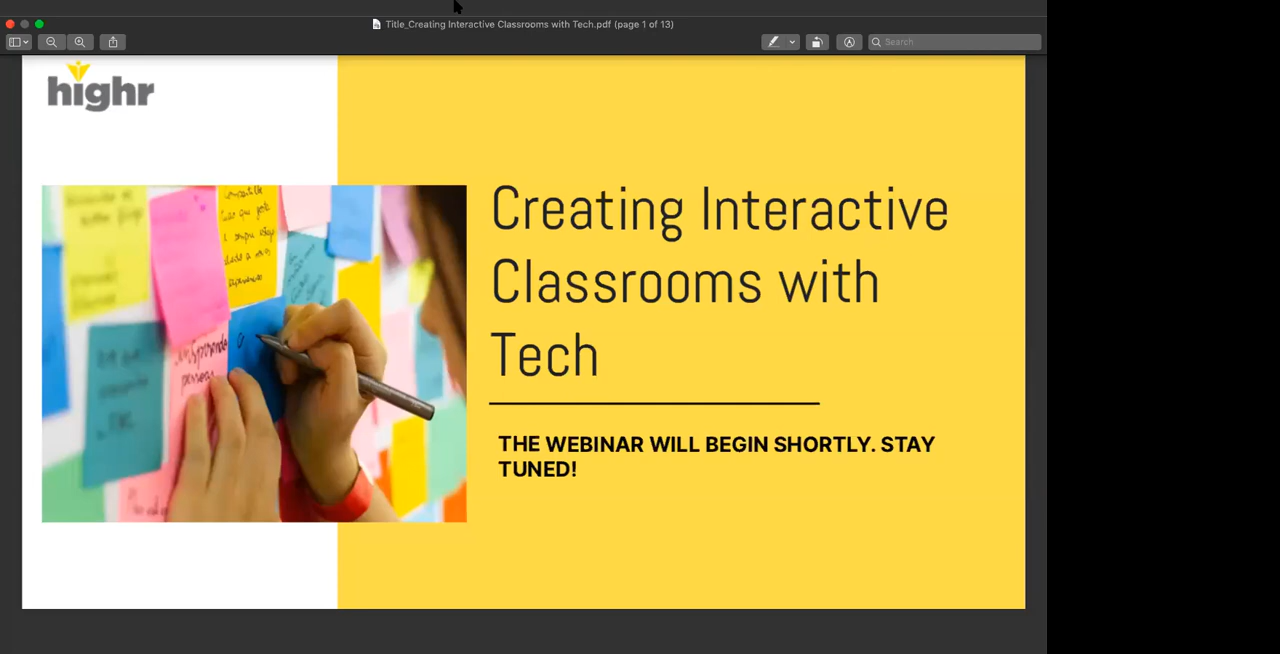 Title_Creating Interactive Classrooms with Tech.pdf (page 1 of 13)
Search
highr
Creating Interactive
Classrooms with
Tech
THE WEBINAR WILL BEGIN SHORTLY. STAY
TUNED!